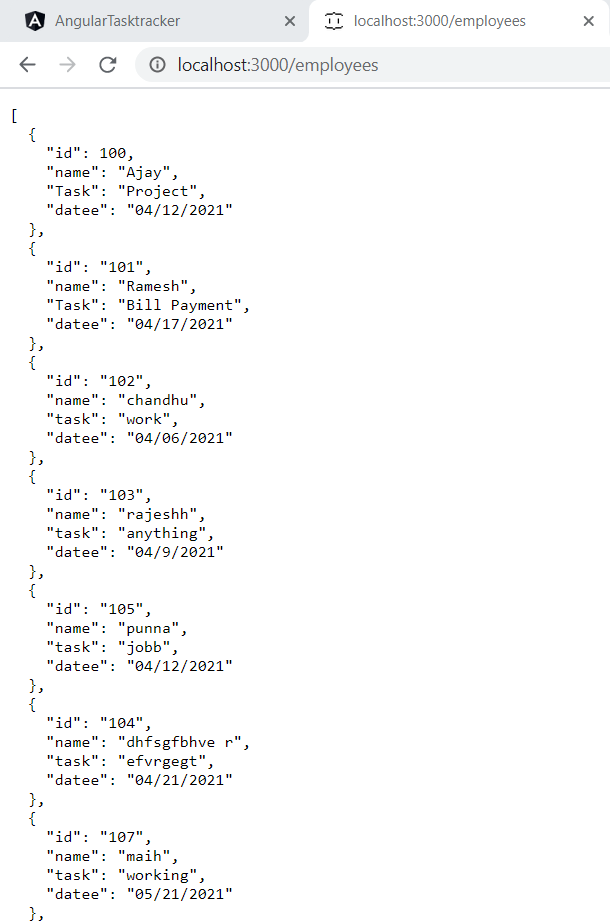 AngularTasktracker
localhost:3000/employees
localhost:3000/employees
[
  {
    "id": 100,
    "name": "Ajay",
    "Task": "Project",
    "datee": "04/12/2021"
  },
  {
    "id": "101",
    "name": "Ramesh",
    "Task": "Bill Payment",
    "datee": "04/17/2021"
  },
  {
    "id": "102",
    "name": "chandhu",
    "task": "work",
    "datee": "04/06/2021"
  },
  {
    "id": "103",
    "name": "rajeshh",
    "task": "anything",
    "datee": "04/9/2021"
  },
  {
    "id": "105",
    "name": "punna",
    "task": "jobb",
    "datee": "04/12/2021"
  },
  {
    "id": "104",
    "name": "dhfsgfbhve r",
    "task": "efvrgegt",
    "datee": "04/21/2021"
  },
  {
    "id": "107",
    "name": "maih",
    "task": "working",
    "datee": "05/21/2021"
  },